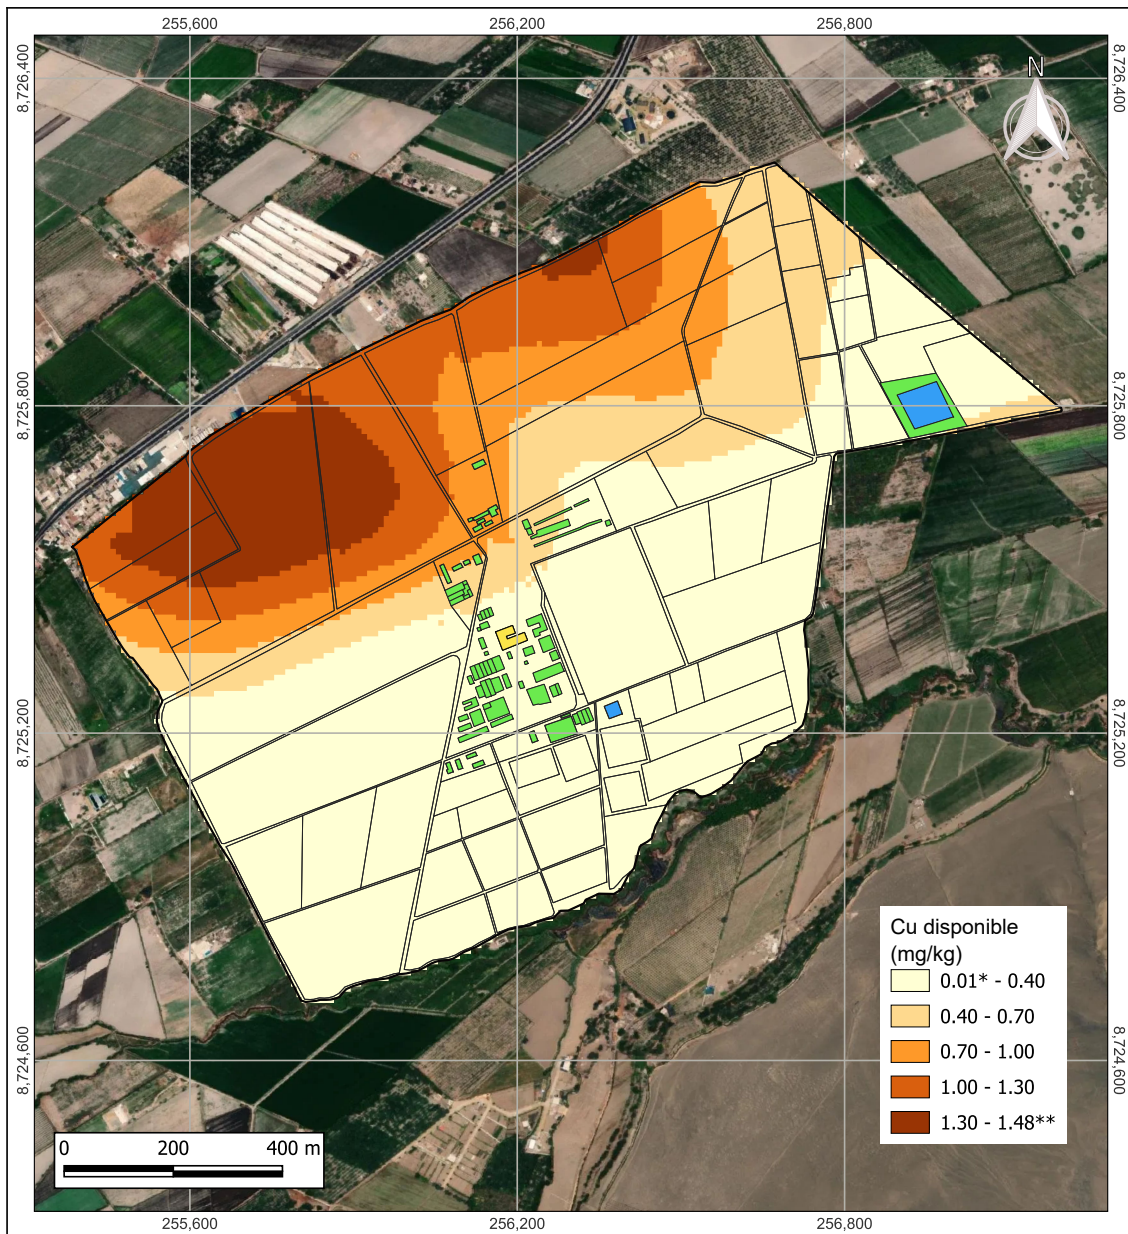 255,600 256,200 256,800
8,726,400 8,726,400
N
8,725,800 8,725,800
8,725,200 8,725,200
8,724,600 8,724,600
Cu disponible
(mg/kg)
0.01* - 0.40
0.40 - 0.70
0.70 - 1.00
1.00 - 1.30
1.30 - 1.48**
0 200 400 m
255,600 256,200 256,800